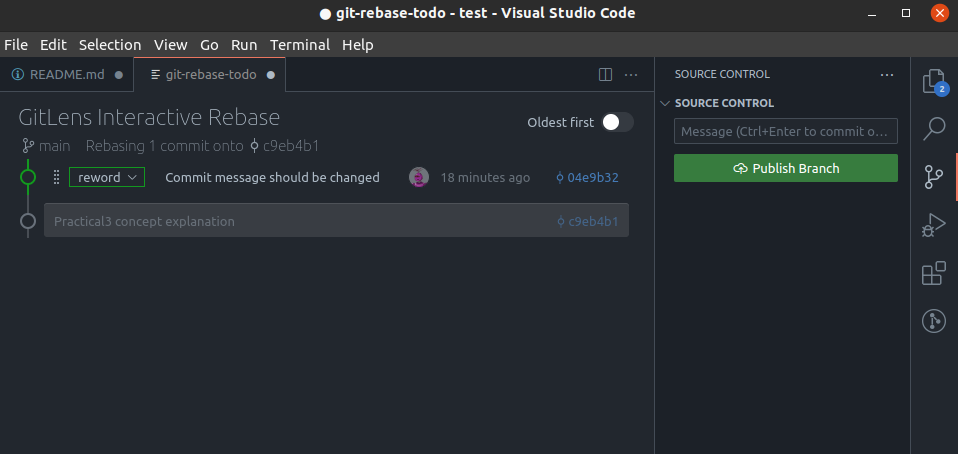 ● git-rebase-todo - test - Visual Studio Code
File Edit Selection View Go Run Terminal Help
README.md ● git-rebase-todo ● SOURCE CONTROL
GitLens Interactive Rebase
Oldest first
main Rebasing 1 commit onto c9eb4b1
reword Commit message should be changed 18 minutes ago 04e9b32
Practical3 concept explanation c9eb4b1
SOURCE CONTROL
Message (Ctrl+Enter to commit o...
Publish Branch
2